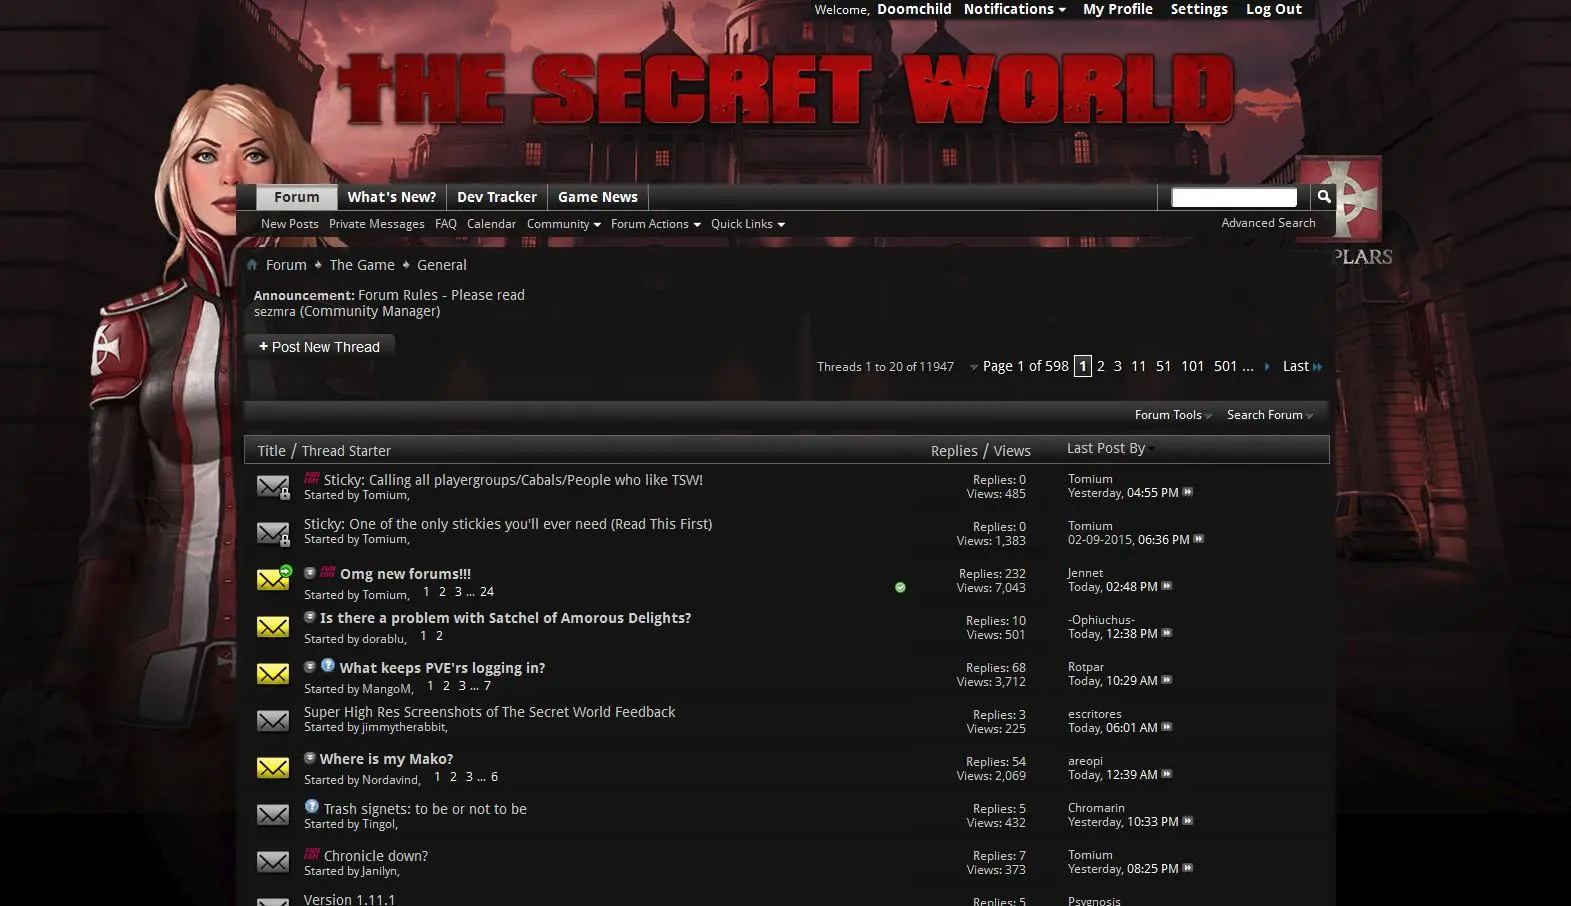 Welcome, Doomchild Notifications My Profile Settings Log Out
THE SECRET WORLD
Forum What's New? Dev Tracker Game News
New Posts Private Messages FAQ Calendar Community Forum Actions Quick Links Advanced Search
PLARS
Forum The Game General
Announcement: Forum Rules - Please read
sezmra (Community Manager)
+ Post New Thread
Threads 1 to 20 of 11947 Page 1 of 598 1 2 3 11 51 101 501 ... Last
Forum Tools Search Forum
Title / Thread Starter Replies / Views Last Post By
FUN COM Sticky: Calling all playergroups/Cabals/People who like TSW! Replies: 0 Tomium
Started by Tomium, Views: 485 Yesterday, 04:55 PM
Sticky: One of the only stickies you'll ever need (Read This First) Replies: 0 Tomium
Started by Tomium, Views: 1,383 02-09-2015, 06:36 PM
FUN COM Omg new forums!!! Replies: 232 Jennet
Started by Tomium, 1 2 3 ... 24 Views: 7,043 Today, 02:48 PM
Is there a problem with Satchel of Amorous Delights? Replies: 10 -Ophiuchus-
Started by dorablu, 1 2 Views: 501 Today, 12:38 PM
What keeps PVE'rs logging in? Replies: 68 Rotpar
Started by MangoM, 1 2 3 ... 7 Views: 3,712 Today, 10:29 AM
Super High Res Screenshots of The Secret World Feedback Replies: 3 escritores
Started by jimmytherabbit, Views: 225 Today, 06:01 AM
Where is my Mako? Replies: 54 areopi
Started by Nordavind, 1 2 3 ... 6 Views: 2,069 Today, 12:39 AM
Trash signets: to be or not to be Replies: 5 Chromarin
Started by Tingol, Views: 432 Yesterday, 10:33 PM
FUN COM Chronicle down? Replies: 7 Tomium
Started by Janilyn, Views: 373 Yesterday, 08:25 PM
Version 1.11.1 Replies: 5 Psygnosis